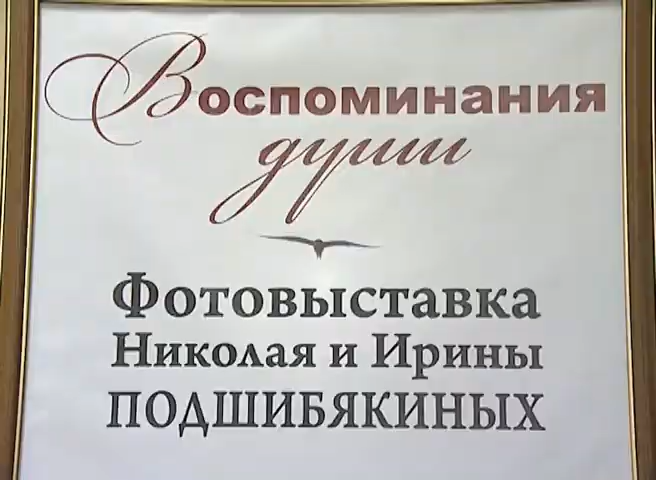 Воспоминания
души
Фотовыставка
Николая и Ирины
ПОДШИБЯКИНЫХ